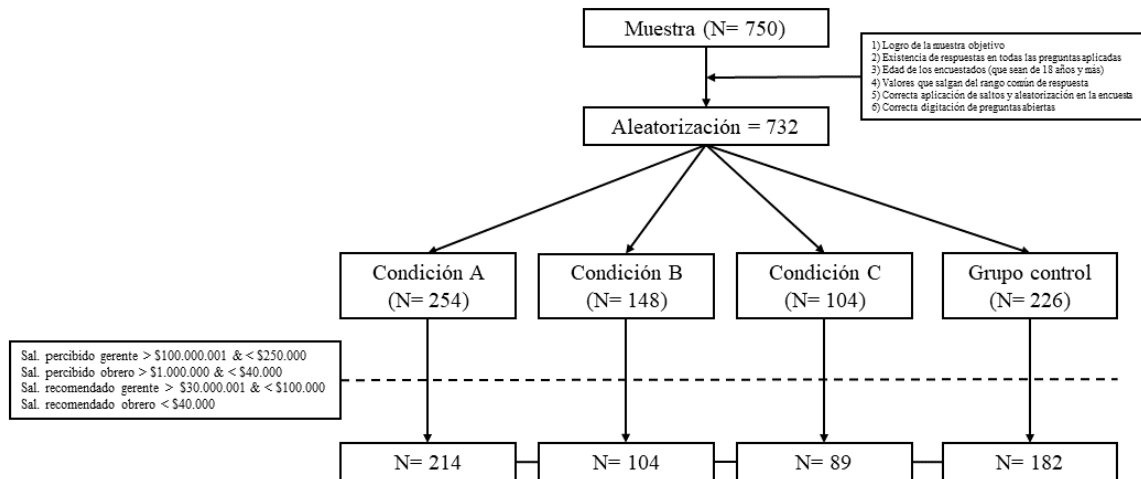 Muestra (N= 750)
1) Logro de la muestra objetivo
2) Existencia de respuestas en todas las preguntas aplicadas
3) Edad de los encuestados (que sean de 18 años y más)
4) Valores que salgan del rango común de respuesta
5) Correcta aplicación de saltos y aleatorización en la encuesta
6) Correcta digitación de preguntas abiertas
Aleatorización = 732
Condición A
(N= 254)
Condición B
(N= 148)
Condición C
(N= 104)
Grupo control
(N= 226)
Sal. percibido gerente > $100.000.001 & < $250.000
Sal. percibido obrero > $1.000.000 & < $40.000
Sal. recomendado gerente > $30.000.001 & < $100.000
Sal. recomendado obrero < $40.000
N= 214
N= 104
N= 89
N= 182